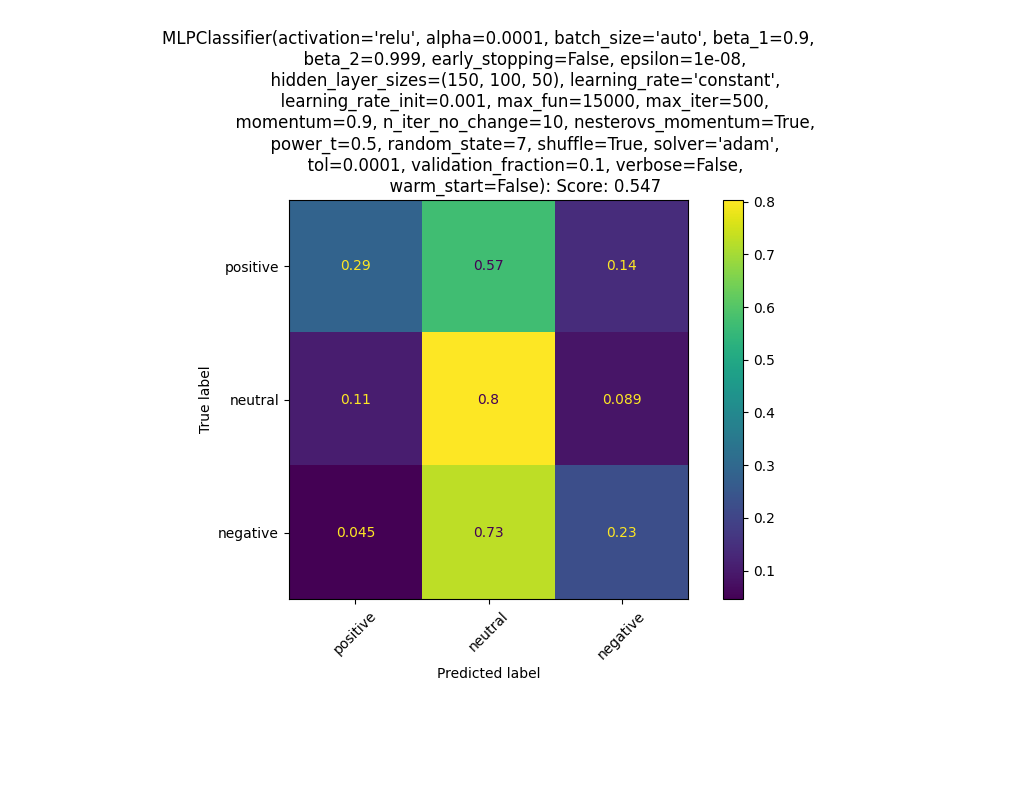 MLPClassifier(activation='relu', alpha=0.0001, batch_size='auto', beta_1=0.9,
beta_2=0.999, early_stopping=False, epsilon=1e-08,
hidden_layer_sizes=(150, 100, 50), learning_rate='constant',
learning_rate_init=0.001, max_fun=15000, max_iter=500,
momentum=0.9, n_iter_no_change=10, nesterovs_momentum=True,
power_t=0.5, random_state=7, shuffle=True, solver='adam',
tol=0.0001, validation_fraction=0.1, verbose=False,
warm_start=False): Score: 0.547
True label
positive
0.29
0.57
0.14
neutral
0.11
0.8
0.089
negative
0.045
0.73
0.23
positive
neutral
negative
Predicted label
0.8
0.7
0.6
0.5
0.4
0.3
0.2
0.1